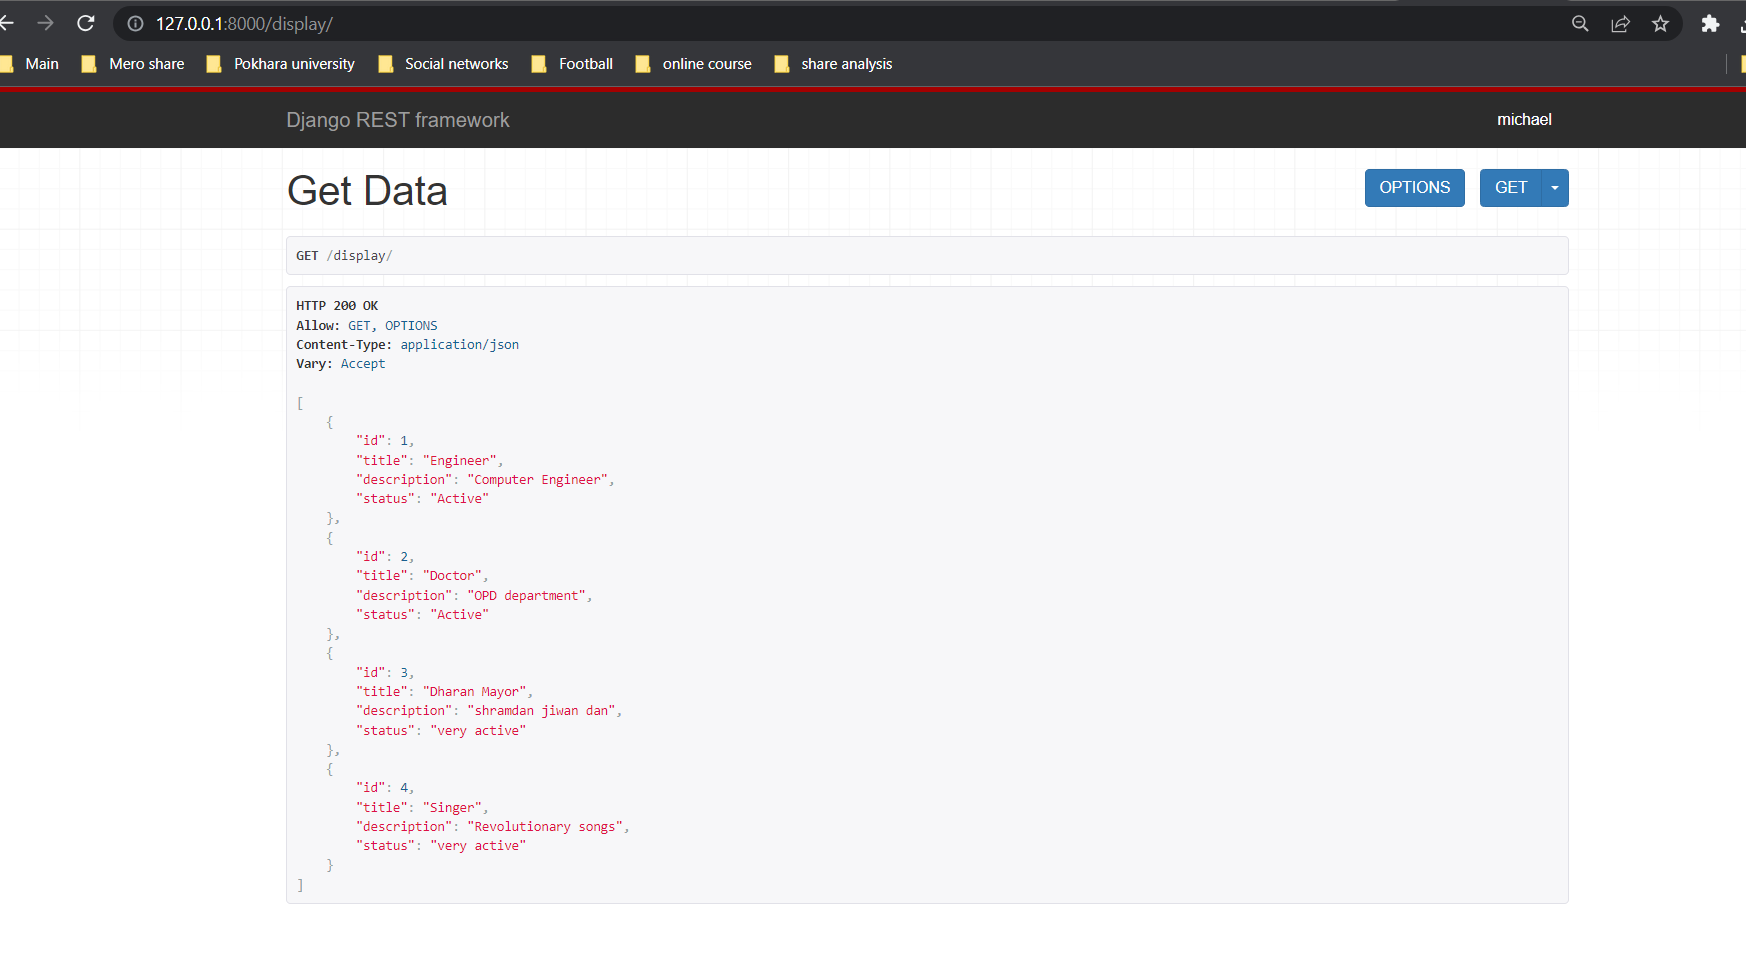 127.0.0.1:8000/display/
Main Mero share Pokhara university Social networks Football online course share analysis
Django REST framework michael
Get Data OPTIONS GET
GET /display/
HTTP 200 OK
Allow: GET, OPTIONS
Content-Type: application/json
Vary: Accept
[
    {
        "id": 1,
        "title": "Engineer",
        "description": "Computer Engineer",
        "status": "Active"
    },
    {
        "id": 2,
        "title": "Doctor",
        "description": "OPD department",
        "status": "Active"
    },
    {
        "id": 3,
        "title": "Dharan Mayor",
        "description": "shramdan jiwan dan",
        "status": "very active"
    },
    {
        "id": 4,
        "title": "Singer",
        "description": "Revolutionary songs",
        "status": "very active"
    }
]